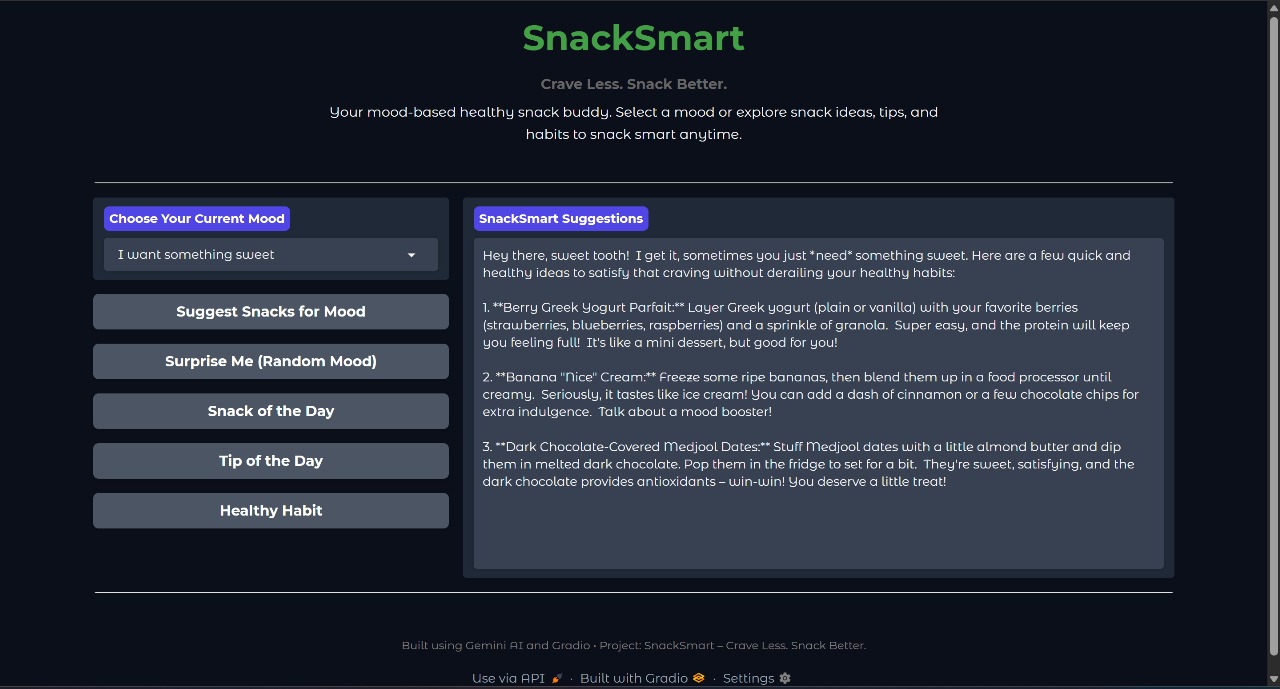 SnackSmart
Crave Less. Snack Better.
Your mood-based healthy snack buddy. Select a mood or explore snack ideas, tips, and
habits to snack smart anytime.
Choose Your Current Mood
I want something sweet
Suggest Snacks for Mood
Surprise Me (Random Mood)
Snack of the Day
Tip of the Day
Healthy Habit
SnackSmart Suggestions
Hey there, sweet tooth!  I get it, sometimes you just *need* something sweet. Here are a few quick and
healthy ideas to satisfy that craving without derailing your healthy habits:
1. **Berry Greek Yogurt Parfait:** Layer Greek yogurt (plain or vanilla) with your favorite berries
(strawberries, blueberries, raspberries) and a sprinkle of granola.  Super easy, and the protein will keep
you feeling full!  It's like a mini dessert, but good for you!
2. **Banana "Nice" Cream:** Freeze some ripe bananas, then blend them up in a food processor until
creamy.  Seriously, it tastes like ice cream! You can add a dash of cinnamon or a few chocolate chips for
extra indulgence.  Talk about a mood booster!
3. **Dark Chocolate-Covered Medjool Dates:** Stuff Medjool dates with a little almond butter and dip
them in melted dark chocolate. Pop them in the fridge to set for a bit.  They're sweet, satisfying, and the
dark chocolate provides antioxidants – win-win! You deserve a little treat!
Built using Gemini AI and Gradio • Project: SnackSmart – Crave Less. Snack Better.
Use via API · Built with Gradio · Settings